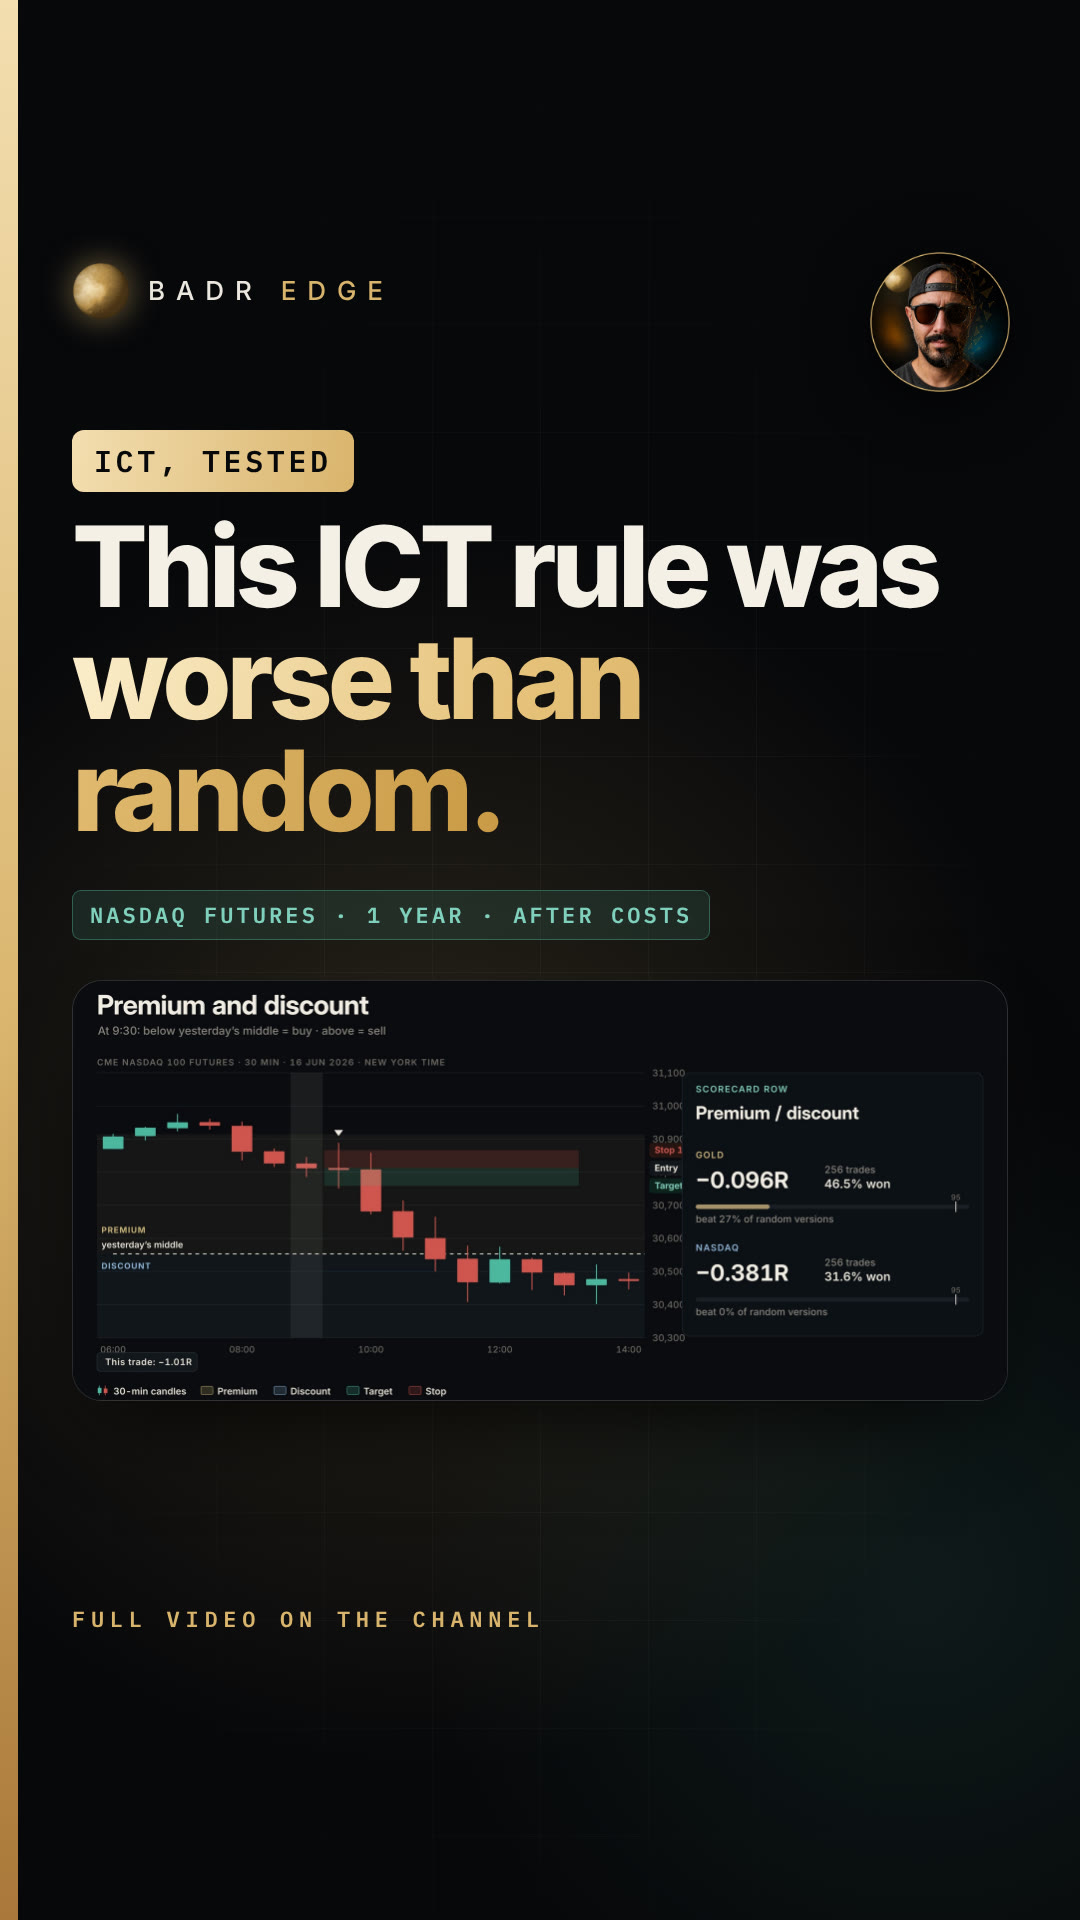 BADR EDGE
ICT, TESTED
This ICT rule was
worse than
random.
NASDAQ FUTURES · 1 YEAR · AFTER COSTS
Premium and discount
At 9:30: below yesterday's middle = buy · above = sell
CME NASDAQ 100 FUTURES · 30 MIN · 16 JUN 2026 · NEW YORK TIME
31,100
31,000
30,900
Stop 1
Entry
Target
30,700
30,600
30,500
30,400
30,300
PREMIUM
yesterday's middle
DISCOUNT
06:00 08:00 10:00 12:00 14:00
This trade: −1.01R
30-min candles Premium Discount Target Stop
SCORECARD ROW
Premium / discount
GOLD
−0.096R
256 trades
46.5% won
95
beat 27% of random versions
NASDAQ
−0.381R
256 trades
31.6% won
95
beat 0% of random versions
FULL VIDEO ON THE CHANNEL